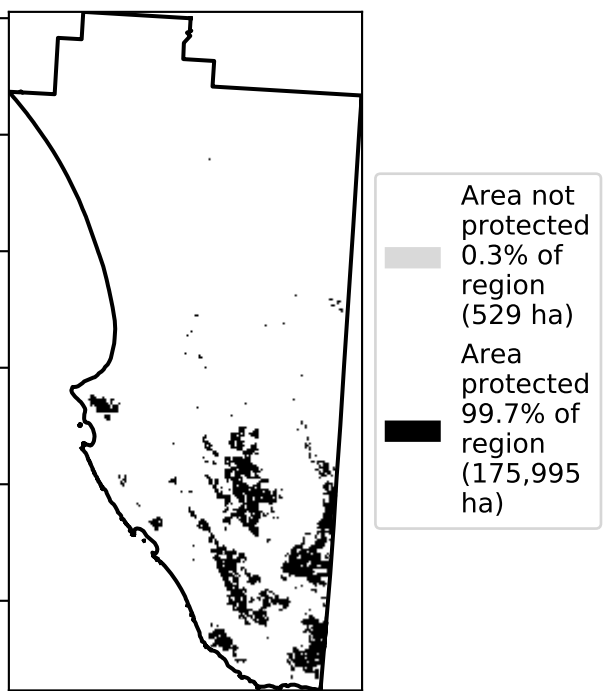 Area not
protected
0.3% of
region
(529 ha)
Area
protected
99.7% of
region
(175,995
ha)